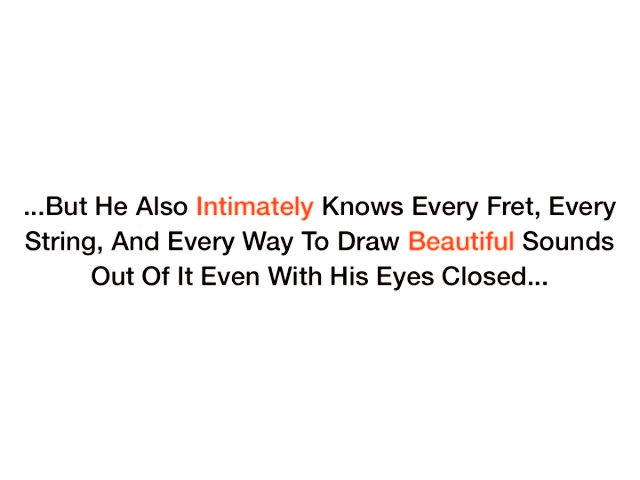 ...But He Also Intimately Knows Every Fret, Every
String, And Every Way To Draw Beautiful Sounds
Out Of It Even With His Eyes Closed...